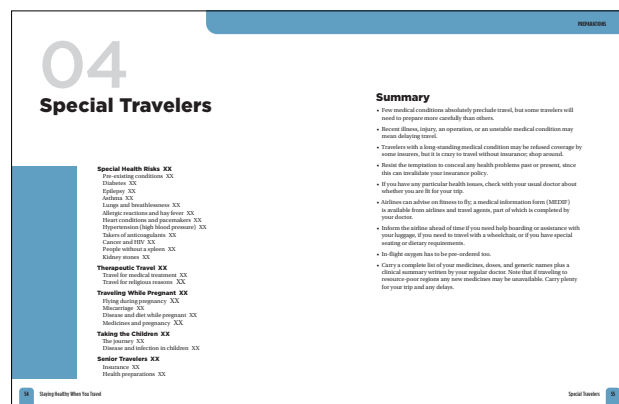 PREPARATIONS
04
Special Travelers
Special Health Risks XX
Pre-existing conditions XX
Diabetes XX
Epilepsy XX
Asthma XX
Lungs and breathlessness XX
Allergic reactions and hay fever XX
Heart conditions and pacemakers XX
Hypertension (high blood pressure) XX
Takers of anticoagulants XX
Cancer and HIV XX
People without a spleen XX
Kidney stones XX
Therapeutic Travel XX
Travel for medical treatment XX
Travel for religious reasons XX
Traveling While Pregnant XX
Flying during pregnancy XX
Miscarriage XX
Disease and diet while pregnant XX
Medicines and pregnancy XX
Taking the Children XX
The journey XX
Disease and infection in children XX
Senior Travelers XX
Insurance XX
Health preparations XX
54 Staying Healthy When You Travel
Summary
• Few medical conditions absolutely preclude travel, but some travelers will
need to prepare more carefully than others.
• Recent illness, injury, an operation, or an unstable medical condition may
mean delaying travel.
• Travelers with a long-standing medical condition may be refused coverage by
some insurers, but it is crazy to travel without insurance; shop around.
• Resist the temptation to conceal any health problems past or present, since
this can invalidate your insurance policy.
• If you have any particular health issues, check with your usual doctor about
whether you are fit for your trip.
• Airlines can advise on fitness to fly; a medical information form (MEDIF)
is available from airlines and travel agents, part of which is completed by
your doctor.
• Inform the airline ahead of time if you need help boarding or assistance with
your luggage, if you need to travel with a wheelchair, or if you have special
seating or dietary requirements.
• In-flight oxygen has to be pre-ordered too.
• Carry a complete list of your medicines, doses, and generic names plus a
clinical summary written by your regular doctor. Note that if traveling to
resource-poor regions any new medicines may be unavailable. Carry plenty
for your trip and any delays.
Special Travelers 55